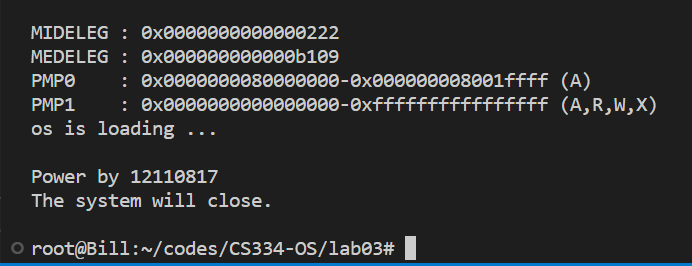 MIDELEG : 0x0000000000000222
MEDELEG : 0x000000000000b109
PMP0    : 0x0000000080000000-0x000000008001ffff (A)
PMP1    : 0x0000000000000000-0xffffffffffffffff (A,R,W,X)
os is loading ...
Power by 12110817
The system will close.
root@Bill:~/codes/CS334-OS/lab03#